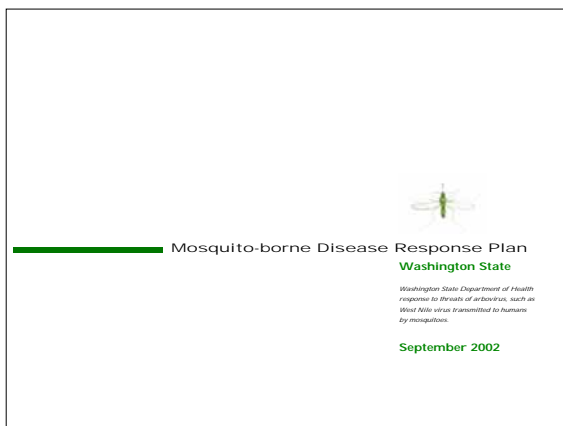 Mosquito-borne Disease Response Plan
Washington State
Washington State Department of Health
response to threats of arbovirus, such as
West Nile virus transmitted to humans
by mosquitoes.
September 2002